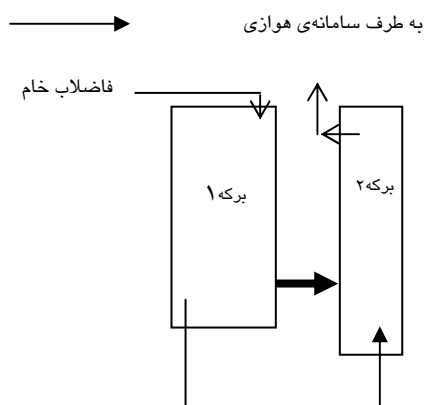 به طرف سامانه‌ی هوازی
فاضلاب خام
برکه۱
برکه۲